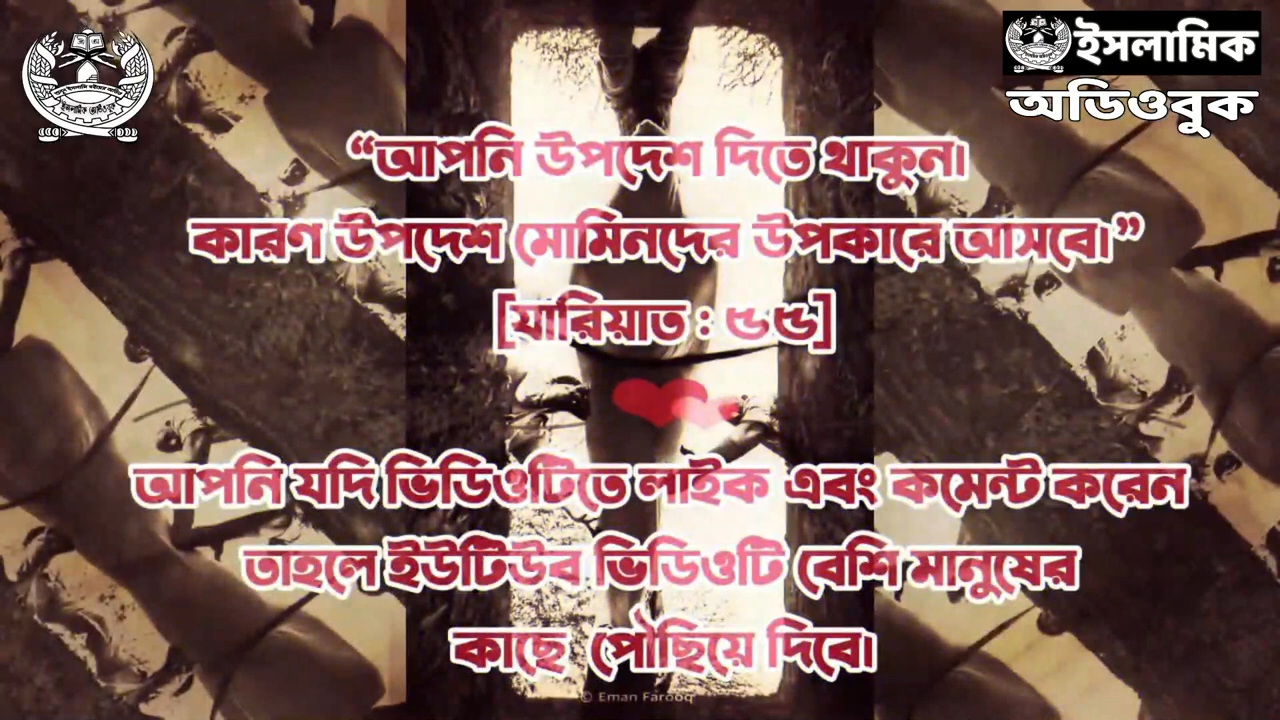 ইসলামিক
অডিওবুক
“আপনি উপদেশ দিতে থাকুন।
কারণ উপদেশ মোমিনদের উপকারে আসবে।”
[যারিয়াত : ৫৫]
আপনি যদি ভিডিওটিতে লাইক এবং কমেন্ট করেন
তাহলে ইউটিউব ভিডিওটি বেশি মানুষের
কাছে পৌছিয়ে দিবে।
© Eman Farooq